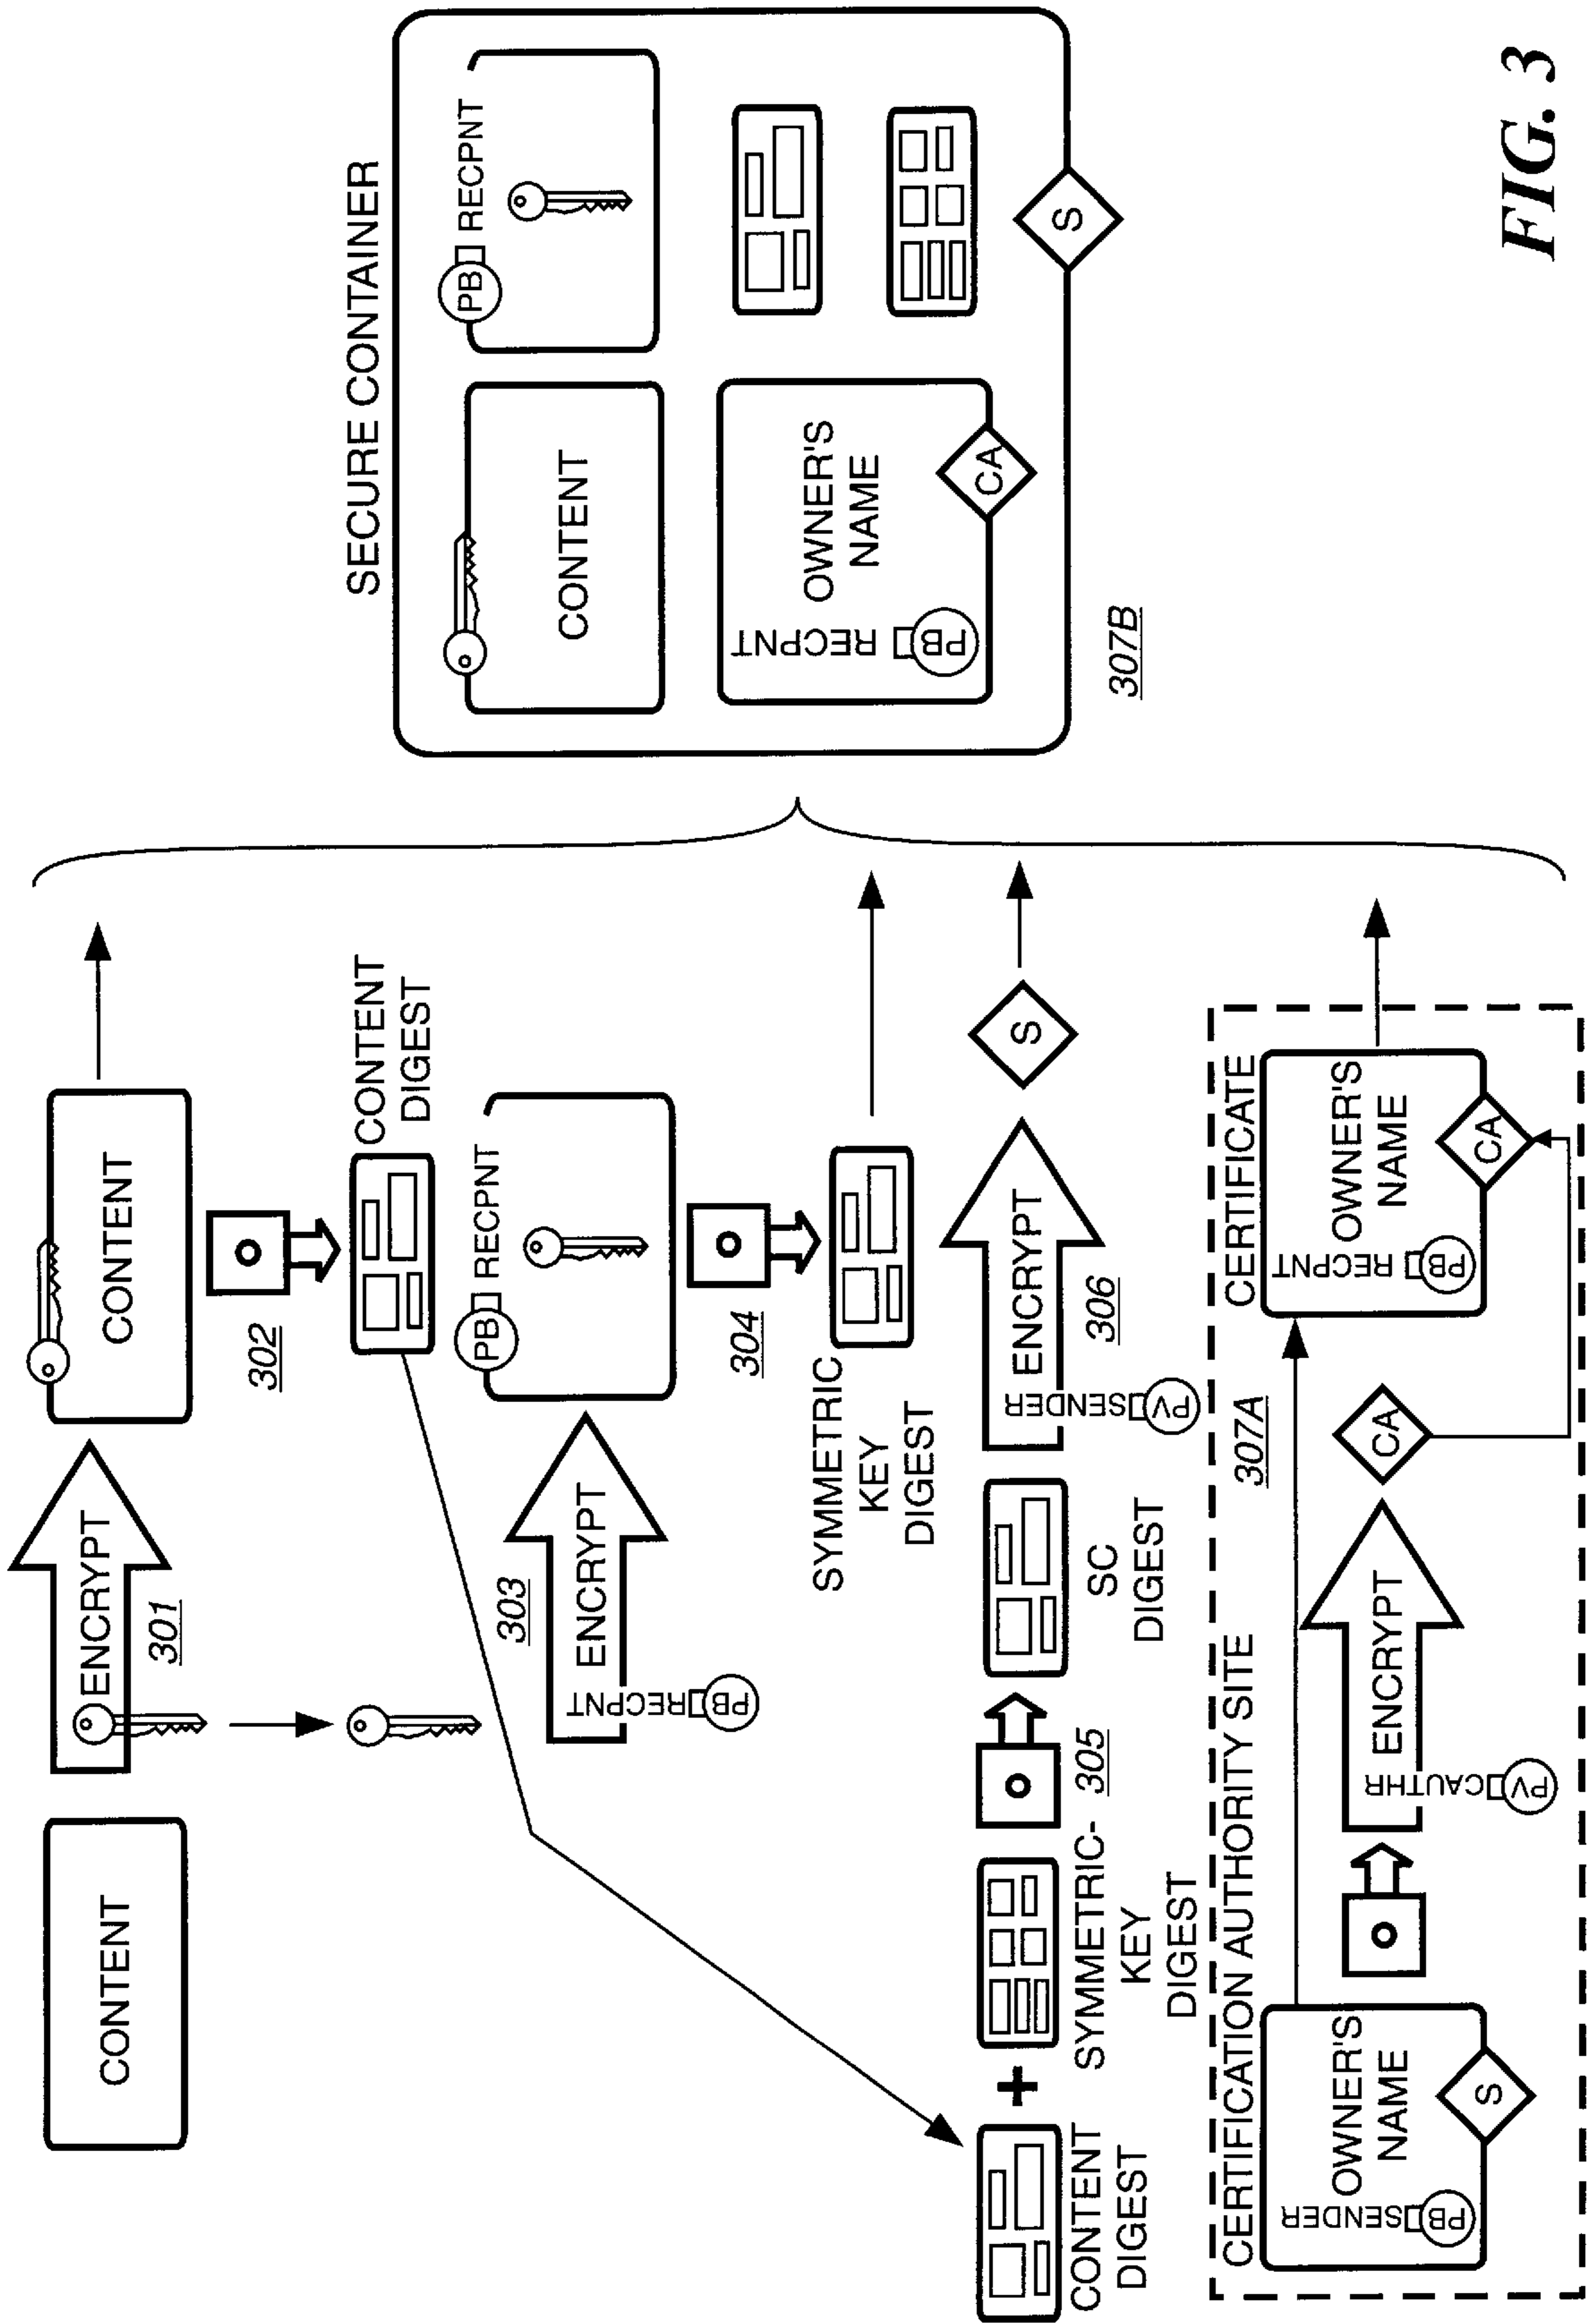 CONTENT
ENCRYPT
301
CONTENT
302
CONTENT
DIGEST
303
ENCRYPT
RECPNT
PB
PB
RECPNT
304
SYMMETRIC
KEY
DIGEST
CONTENT
DIGEST
+
SYMMETRIC-
KEY
DIGEST
305
SC
DIGEST
ENCRYPT
306
SENDER
PV
S
CERTIFICATION AUTHORITY SITE
307A
OWNER'S
NAME
SENDER
PB
S
ENCRYPT
CAUTHR
PV
CA
CERTIFICATE
OWNER'S
NAME
RECPNT
PB
CA
SECURE CONTAINER
CONTENT
PB
RECPNT
OWNER'S
NAME
RECPNT
PB
CA
S
307B
FIG. 3